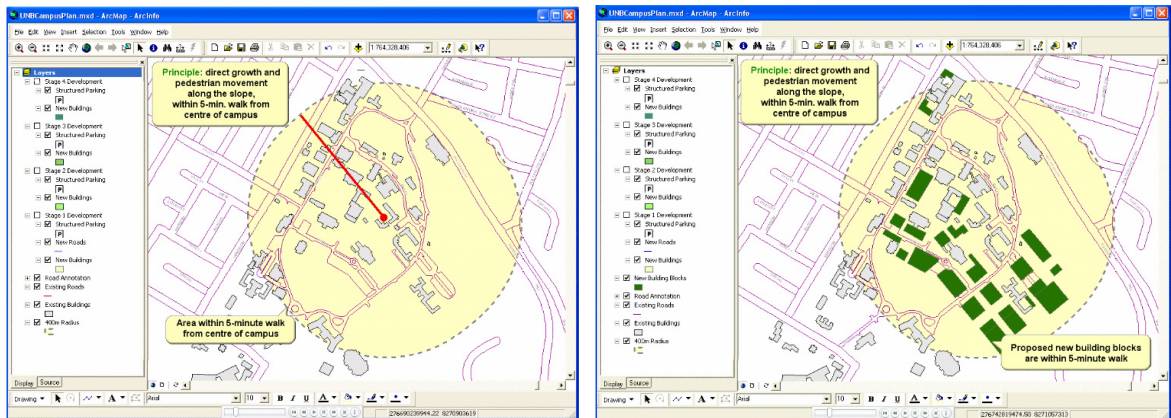 UNBCampusPlan.mxd - ArcMap - ArcInfo
File Edit View Insert Selection Tools Window Help
1:764,328,406
Layers
Stage 4 Development
Structured Parking
P
New Buildings
Stage 3 Development
Structured Parking
P
New Buildings
Stage 2 Development
Structured Parking
P
New Buildings
Stage 1 Development
Structured Parking
P
New Roads
New Buildings
Road Annotation
Existing Roads
Existing Buildings
400m Radius
Principle: direct growth and
pedestrian movement
along the slope,
within 5-min. walk from
centre of campus
Area within 5-minute walk
from centre of campus
Display Source
Drawing
A
Arial
10
B I U A
276690239944.22 8270903619
UNBCampusPlan.mxd - ArcMap - ArcInfo
File Edit View Insert Selection Tools Window Help
1:764,328,406
Layers
Stage 4 Development
Structured Parking
P
New Buildings
Stage 3 Development
Structured Parking
P
New Buildings
Stage 2 Development
Structured Parking
P
New Buildings
Stage 1 Development
Structured Parking
P
New Roads
New Buildings
New Building Blocks
Road Annotation
Existing Roads
Existing Buildings
400m Radius
Principle: direct growth and
pedestrian movement
along the slope,
within 5-min. walk from
centre of campus
Proposed new building blocks
are within 5-minute walk
Display Source
Drawing
A
Arial
10
B I U A
276742819474.50 8271057313